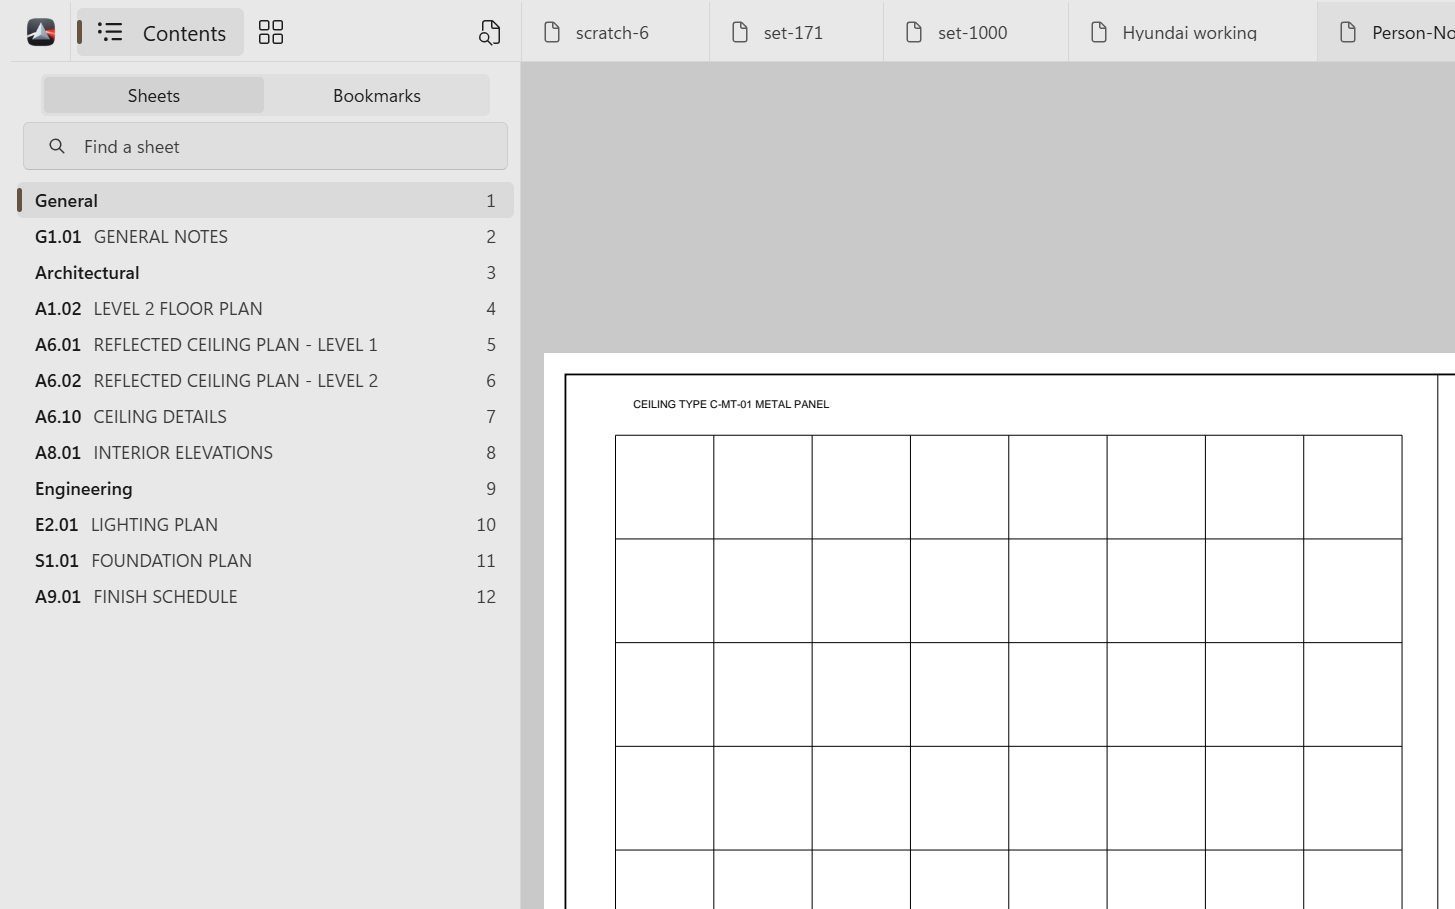 Contents
scratch-6
set-171
set-1000
Hyundai working
Person-No
Sheets
Bookmarks
Find a sheet
General 1
G1.01 GENERAL NOTES 2
Architectural 3
A1.02 LEVEL 2 FLOOR PLAN 4
A6.01 REFLECTED CEILING PLAN - LEVEL 1 5
A6.02 REFLECTED CEILING PLAN - LEVEL 2 6
A6.10 CEILING DETAILS 7
A8.01 INTERIOR ELEVATIONS 8
Engineering 9
E2.01 LIGHTING PLAN 10
S1.01 FOUNDATION PLAN 11
A9.01 FINISH SCHEDULE 12
CEILING TYPE C-MT-01 METAL PANEL